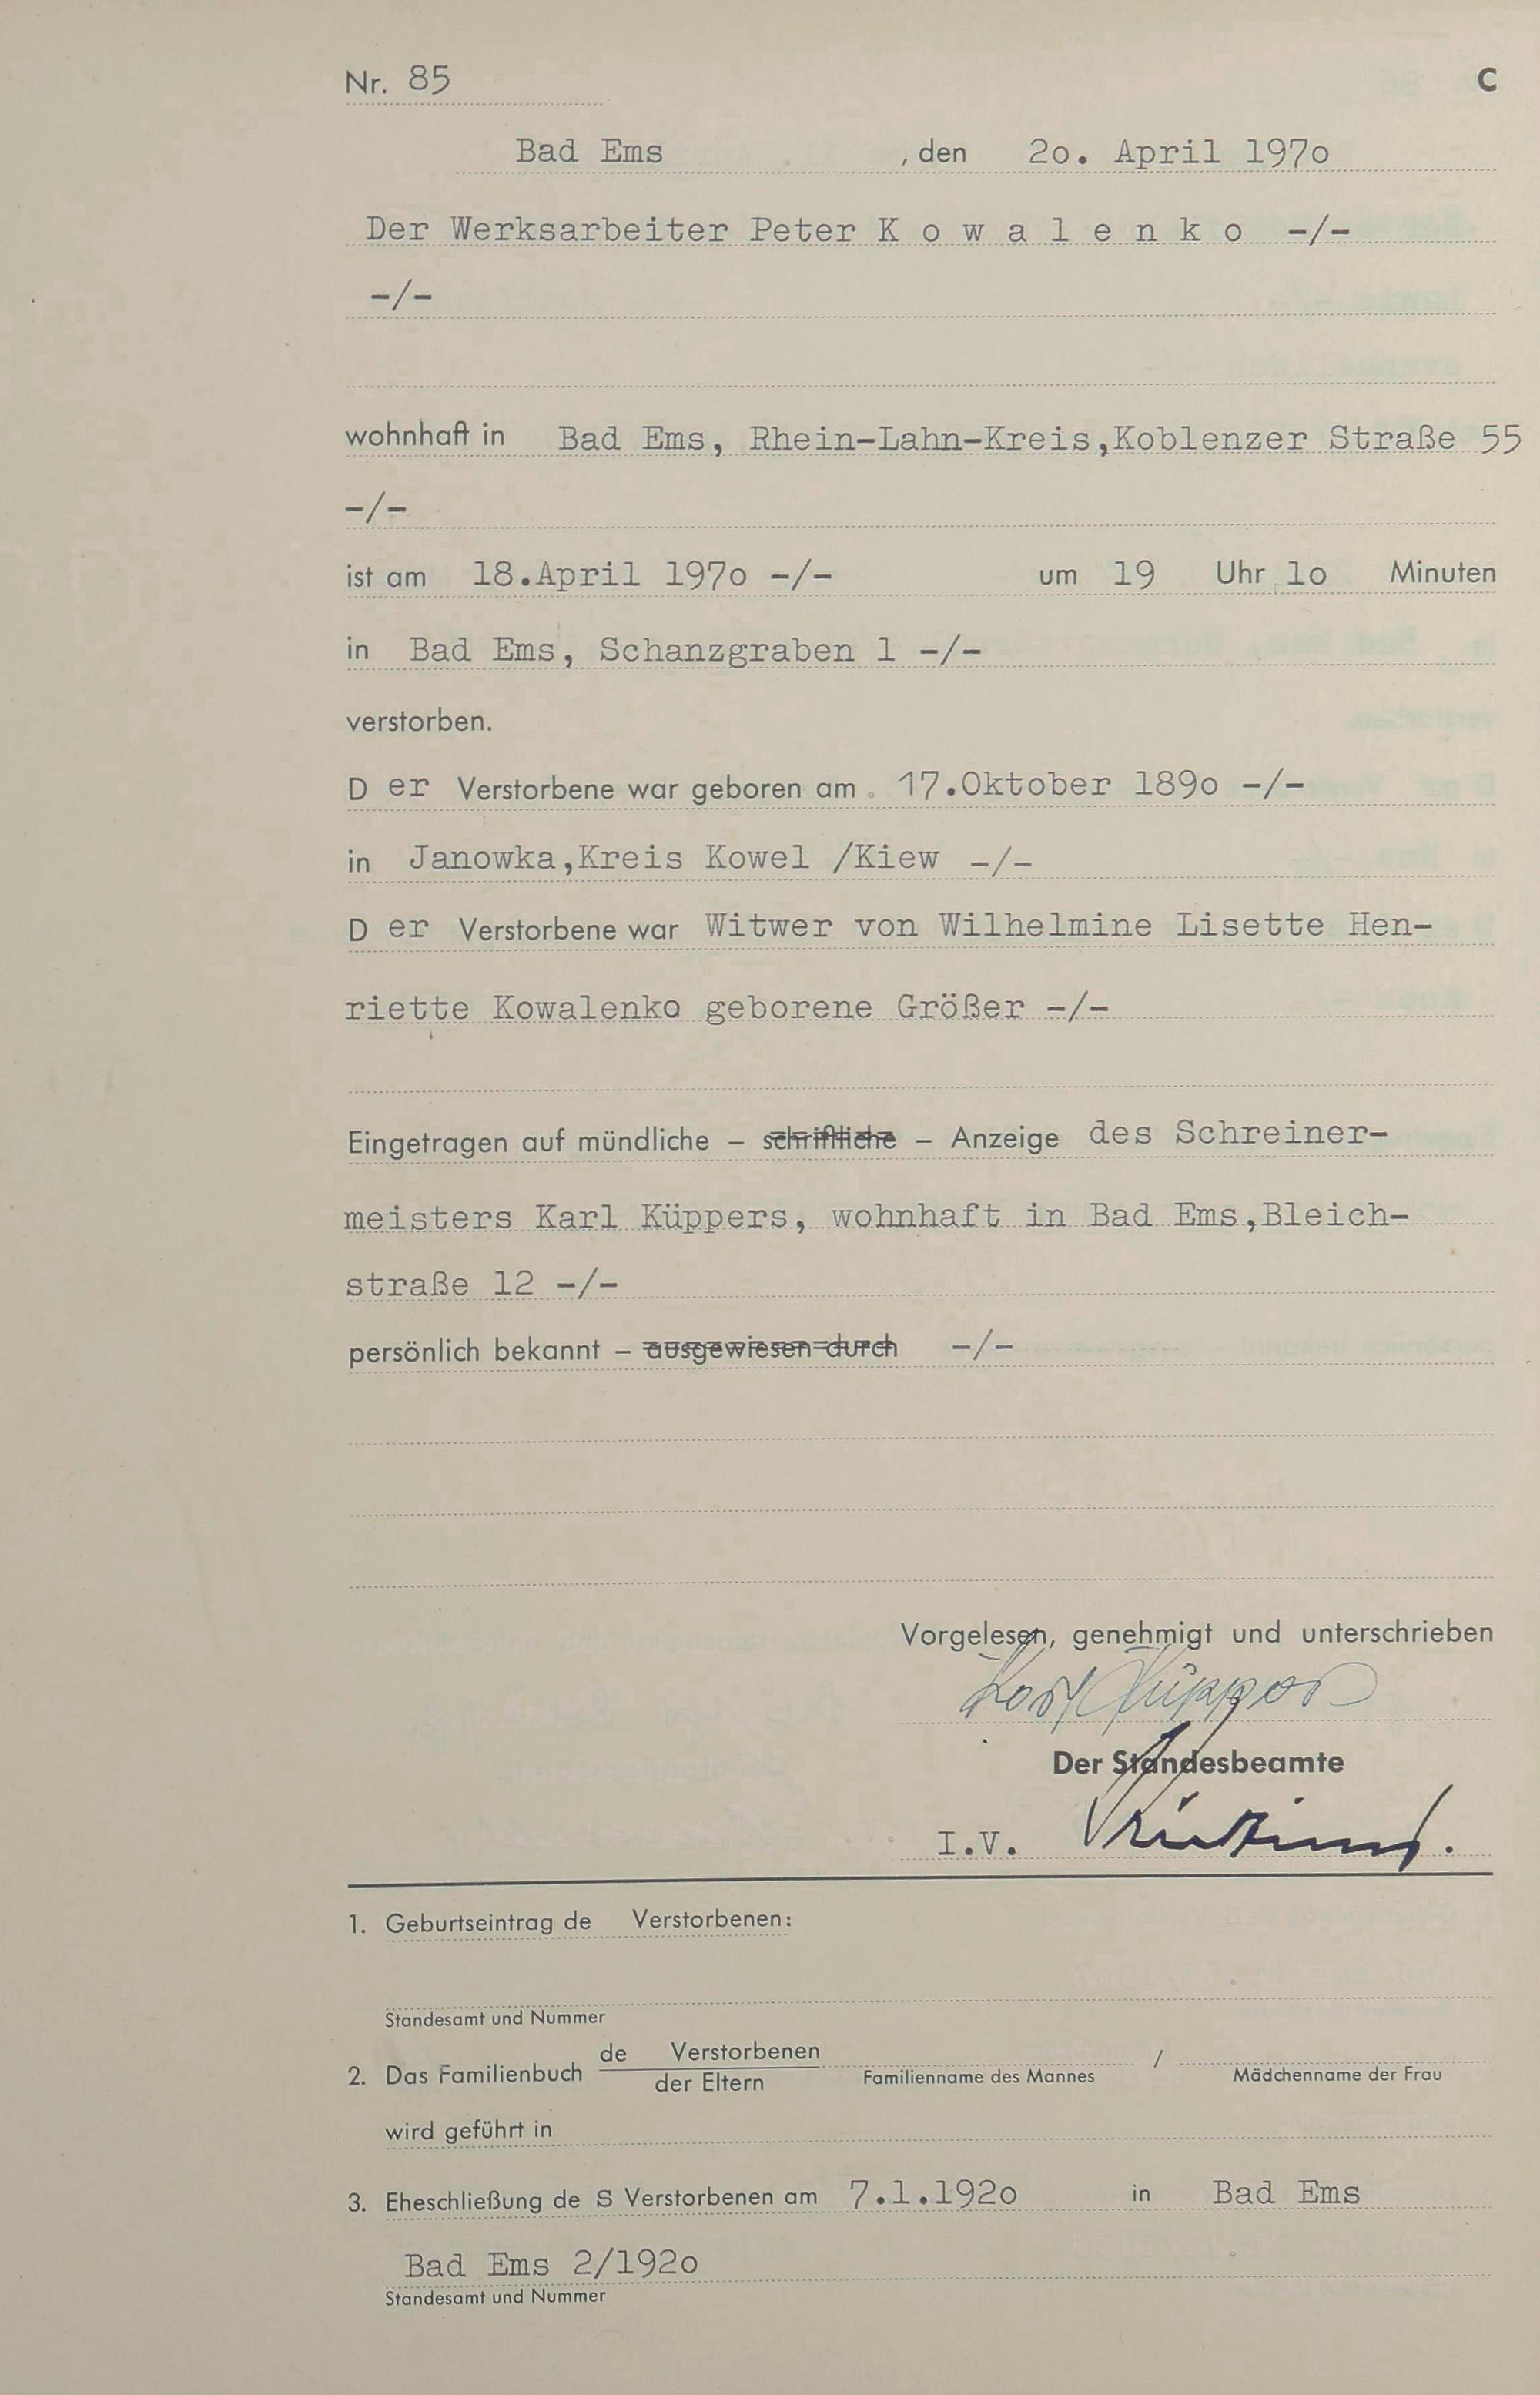 Nr. 85 C
Bad Ems , den 2o. April 197o
Der Werksarbeiter Peter K o w a l e n k o -/-
-/-
wohnhaft in Bad Ems, Rhein-Lahn-Kreis,Koblenzer Straße 55
-/-
ist am 18.April 197o -/- um 19 Uhr lo Minuten
in Bad Ems, Schanzgraben l -/-
verstorben.
D er Verstorbene war geboren am 17.Oktober 189o -/-
in Janowka,Kreis Kowel /Kiew -/-
D er Verstorbene war Witwer von Wilhelmine Lisette Hen-
riette Kowalenko geborene Größer -/-
Eingetragen auf mündliche – schriftliche – Anzeige des Schreiner-
meisters Karl Küppers, wohnhaft in Bad Ems,Bleich-
straße 12 -/-
persönlich bekannt – ausgewiesen durch -/-
Vorgelesen, genehmigt und unterschrieben
Karl Küppers
Der Standesbeamte
I.V.
1. Geburtseintrag de Verstorbenen:
Standesamt und Nummer
2. Das Familienbuch de Verstorbenen / der Eltern Familienname des Mannes / Mädchenname der Frau
wird geführt in
3. Eheschließung de S Verstorbenen am 7.1.192o in Bad Ems
Bad Ems 2/192o
Standesamt und Nummer